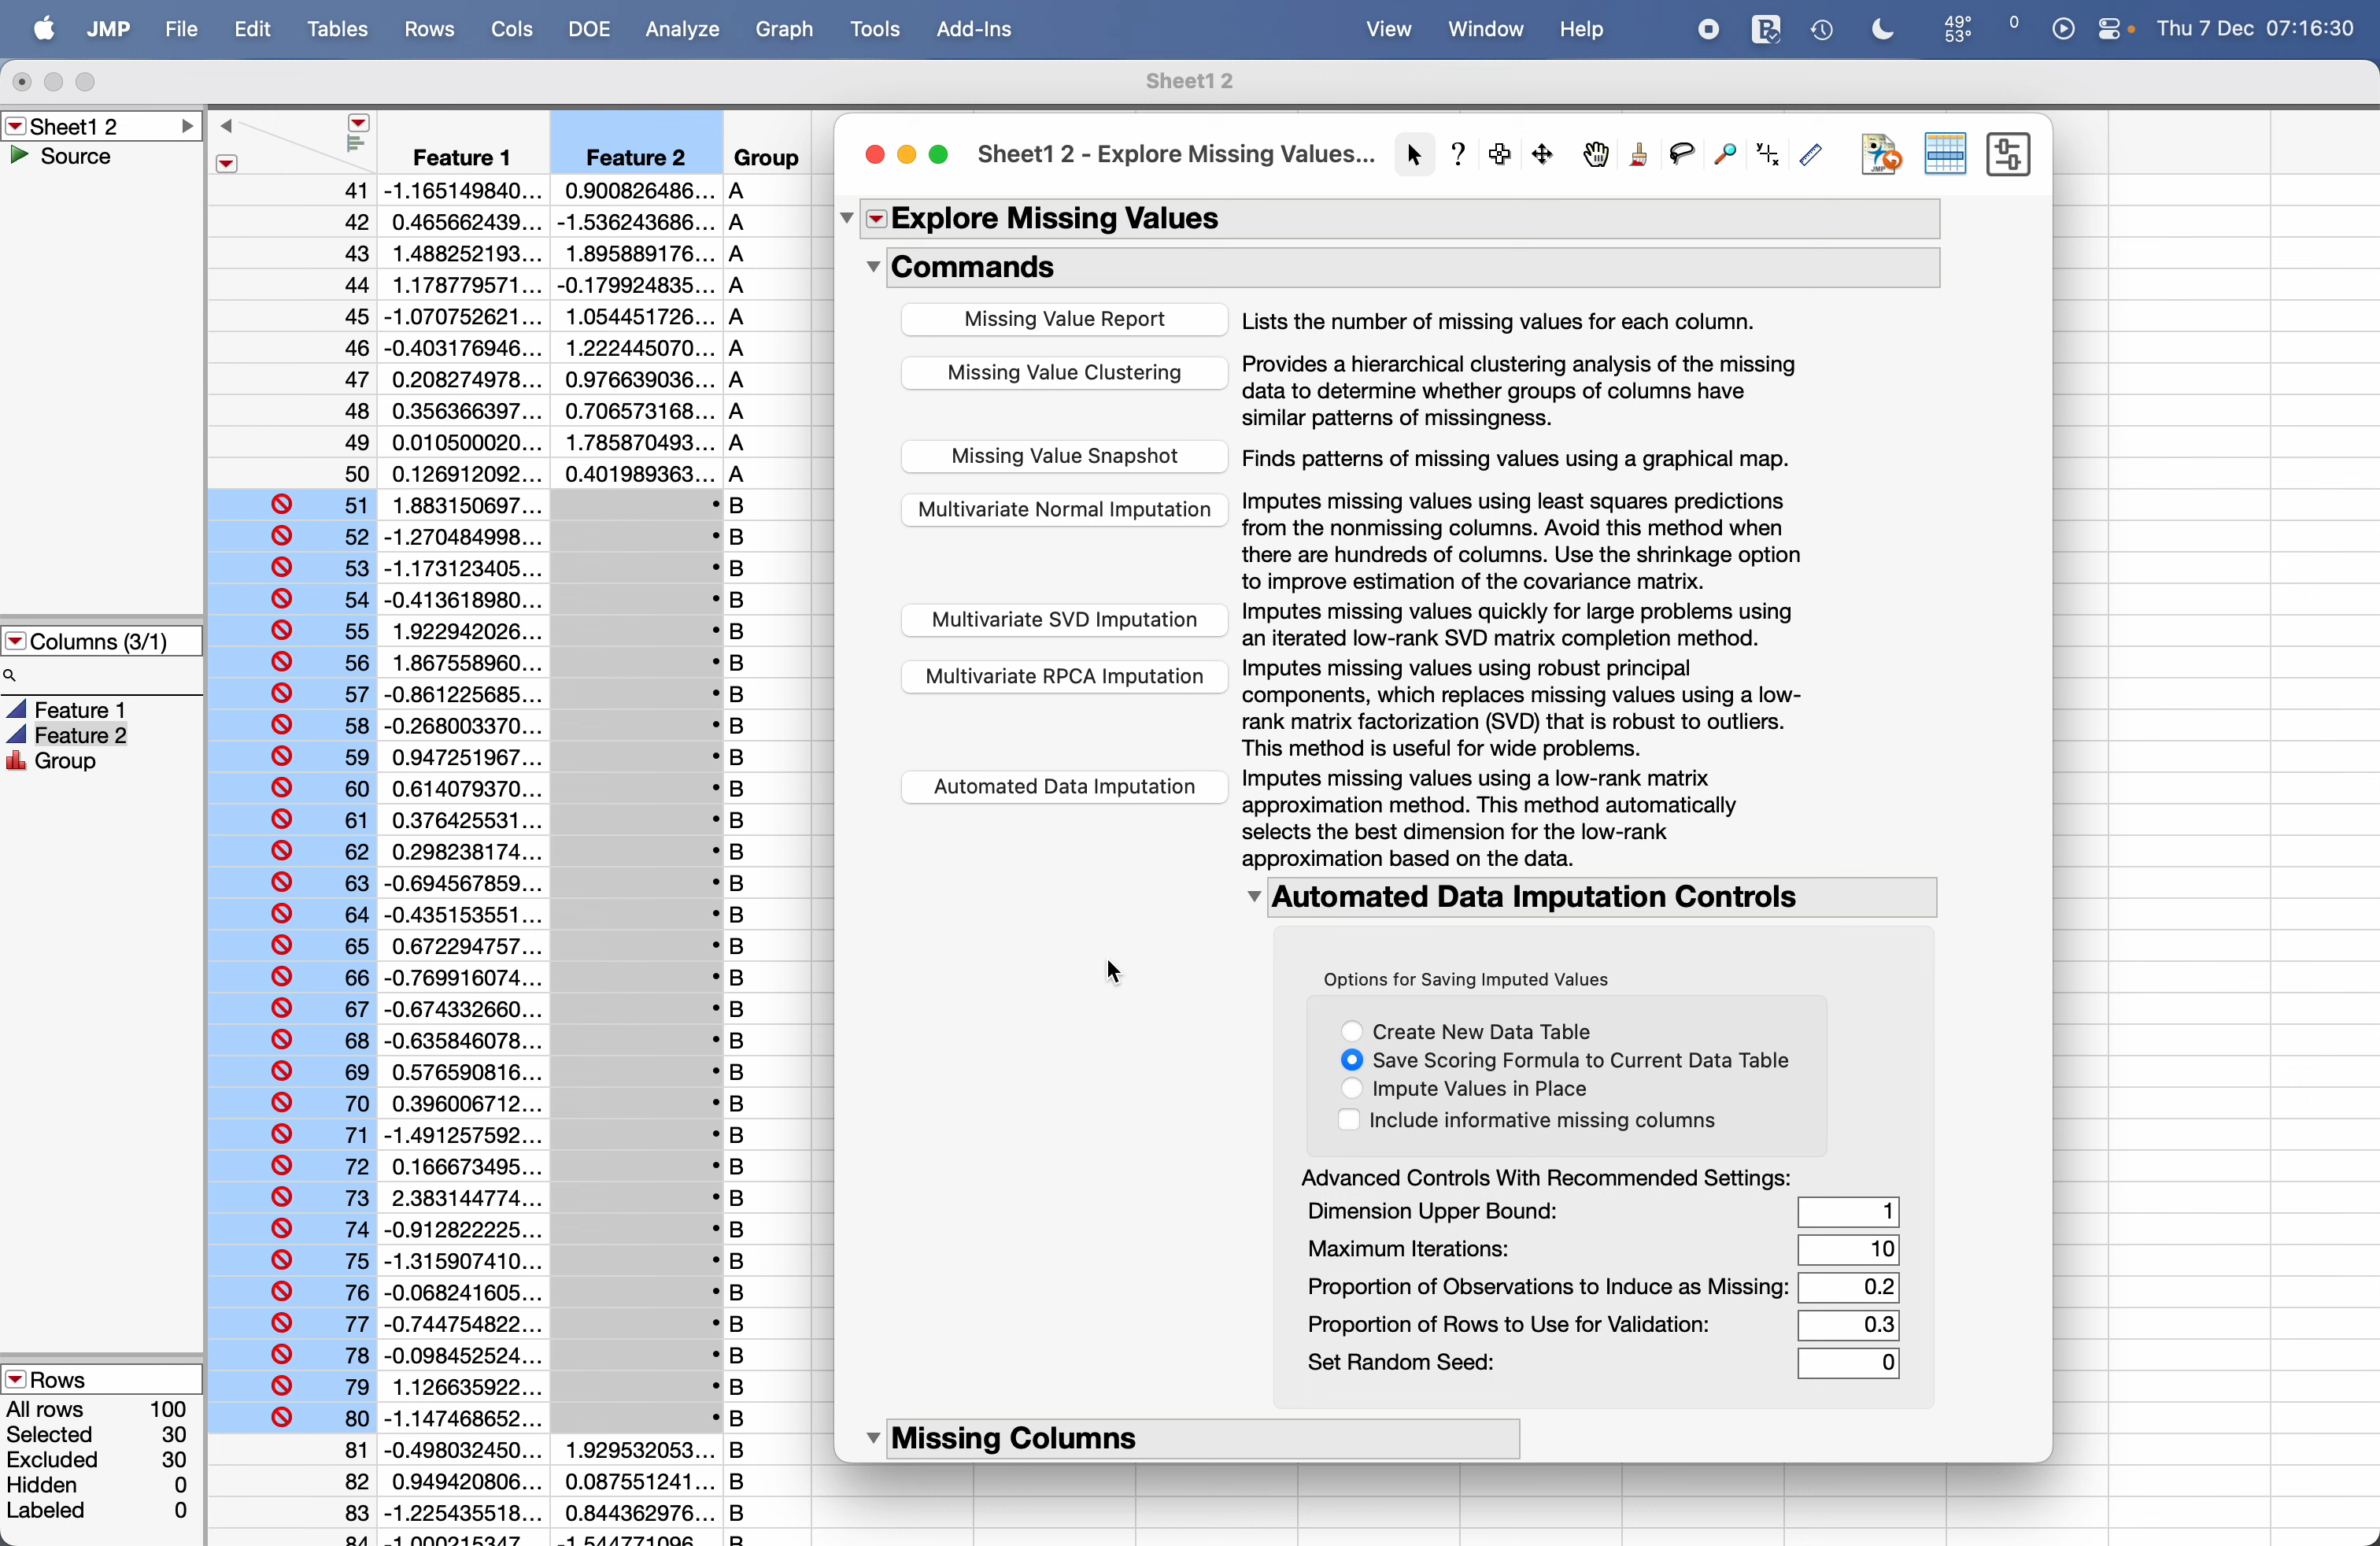 JMP File Edit Tables Rows Cols DOE Analyze Graph Tools Add-Ins View Window Help 49° 53° 0 Thu 7 Dec 07:16:30
Sheet1 2
Sheet1 2
Source
Columns (3/1)
Feature 1
Feature 2
Group
Rows
All rows 100
Selected 30
Excluded 30
Hidden 0
Labeled 0
Feature 1 Feature 2 Group
41 -1.165149840... 0.900826486... A
42 0.465662439... -1.536243686... A
43 1.488252193... 1.895889176... A
44 1.178779571... -0.179924835... A
45 -1.070752621... 1.054451726... A
46 -0.403176946... 1.222445070... A
47 0.208274978... 0.976639036... A
48 0.356366397... 0.706573168... A
49 0.010500020... 1.785870493... A
50 0.126912092... 0.401989363... A
51 1.883150697... • B
52 -1.270484998... • B
53 -1.173123405... • B
54 -0.413618980... • B
55 1.922942026... • B
56 1.867558960... • B
57 -0.861225685... • B
58 -0.268003370... • B
59 0.947251967... • B
60 0.614079370... • B
61 0.376425531... • B
62 0.298238174... • B
63 -0.694567859... • B
64 -0.435153551... • B
65 0.672294757... • B
66 -0.769916074... • B
67 -0.674332660... • B
68 -0.635846078... • B
69 0.576590816... • B
70 0.396006712... • B
71 -1.491257592... • B
72 0.166673495... • B
73 2.383144774... • B
74 -0.912822225... • B
75 -1.315907410... • B
76 -0.068241605... • B
77 -0.744754822... • B
78 -0.098452524... • B
79 1.126635922... • B
80 -1.147468652... • B
81 -0.498032450... 1.929532053... B
82 0.949420806... 0.087551241... B
83 -1.225435518... 0.844362976... B
84 -1.000215347... -1.544771096... B
Sheet1 2 - Explore Missing Values...
Explore Missing Values
Commands
Missing Value Report
Lists the number of missing values for each column.
Missing Value Clustering
Provides a hierarchical clustering analysis of the missing
data to determine whether groups of columns have
similar patterns of missingness.
Missing Value Snapshot
Finds patterns of missing values using a graphical map.
Multivariate Normal Imputation
Imputes missing values using least squares predictions
from the nonmissing columns. Avoid this method when
there are hundreds of columns. Use the shrinkage option
to improve estimation of the covariance matrix.
Multivariate SVD Imputation
Imputes missing values quickly for large problems using
an iterated low-rank SVD matrix completion method.
Multivariate RPCA Imputation
Imputes missing values using robust principal
components, which replaces missing values using a low-
rank matrix factorization (SVD) that is robust to outliers.
This method is useful for wide problems.
Automated Data Imputation
Imputes missing values using a low-rank matrix
approximation method. This method automatically
selects the best dimension for the low-rank
approximation based on the data.
Automated Data Imputation Controls
Options for Saving Imputed Values
Create New Data Table
Save Scoring Formula to Current Data Table
Impute Values in Place
Include informative missing columns
Advanced Controls With Recommended Settings:
Dimension Upper Bound: 1
Maximum Iterations: 10
Proportion of Observations to Induce as Missing: 0.2
Proportion of Rows to Use for Validation: 0.3
Set Random Seed: 0
Missing Columns